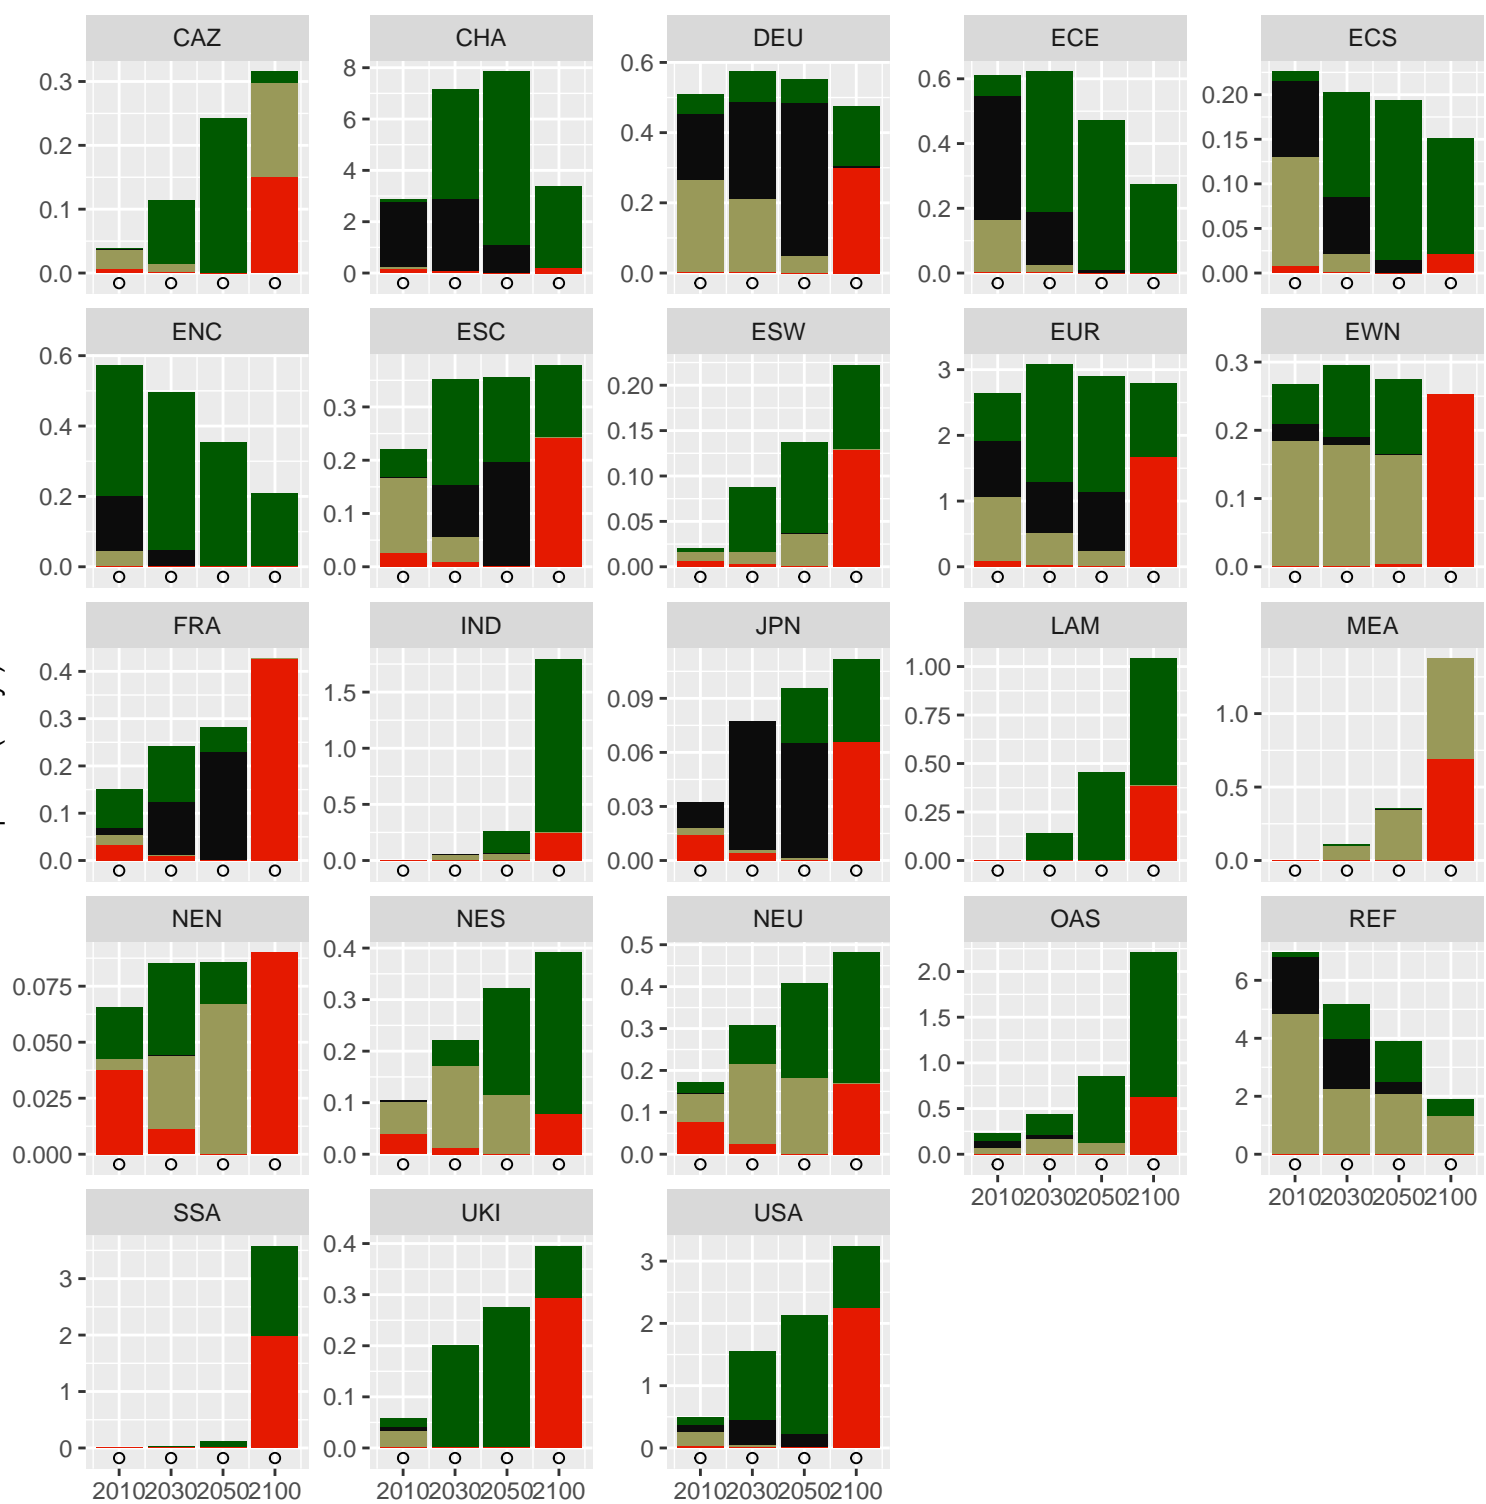 CAZ CHA DEU ECE ECS
0.3 8 0.6 0.6 0.20
0.2 6 0.4 0.4 0.15
0.1 4 0.2 0.2 0.10
0.0 2 0.0 0.0 0.05
0 0.00
ENC ESC ESW EUR EWN
0.6 0.3 0.20 3 0.3
0.4 0.2 0.15 2 0.2
0.2 0.1 0.10 1 0.1
0.0 0.0 0.05 0 0.0
0.00
FRA IND JPN LAM MEA
0.4 1.5 0.09 1.00 1.0
0.3 1.0 0.06 0.75 0.5
0.2 0.5 0.03 0.50 0.0
0.1 0.0 0.00 0.25
0.0 0.00
NEN NES NEU OAS REF
0.075 0.4 0.5 2.0 6
0.050 0.3 0.4 1.5 4
0.025 0.2 0.3 1.0 2
0.000 0.1 0.2 0.5 0
0.0 0.1 0.0
0.0
2010 2030 2050 2100 2010 2030 2050 2100
SSA UKI USA
3 0.4 3
2 0.3 2
1 0.2 1
0 0.1 0
0.0
2010 2030 2050 2100 2010 2030 2050 2100 2010 2030 2050 2100